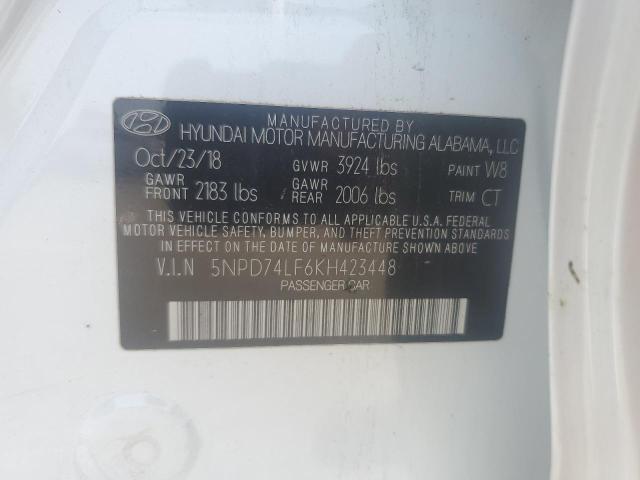 MANUFACTURED BY
HYUNDAI MOTOR MANUFACTURING ALABAMA, LLC
Oct/23/18 GVWR 3924 lbs PAINT W8
GAWR FRONT 2183 lbs GAWR REAR 2006 lbs TRIM CT
THIS VEHICLE CONFORMS TO ALL APPLICABLE U.S.A. FEDERAL
MOTOR VEHICLE SAFETY, BUMPER, AND THEFT PREVENTION
STANDARDS IN EFFECT ON THE DATE OF MANUFACTURE SHOWN ABOVE.
V.I.N 5NPD74LF6KH423448
PASSENGER CAR